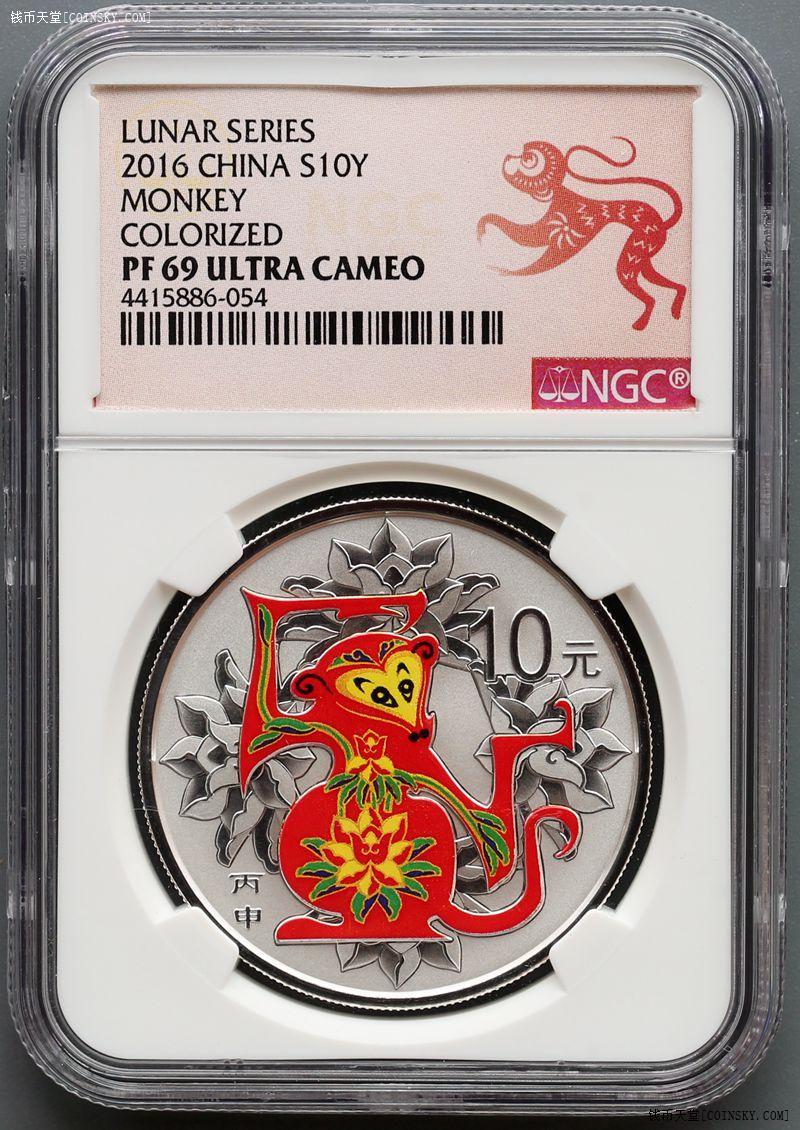 钱币天堂[COINSKY.COM]
LUNAR SERIES
2016 CHINA S10Y
MONKEY
COLORIZED
PF 69 ULTRA CAMEO
4415886-054
NGC
NGC®
10元
丙申
钱币天堂[COINSKY.COM]